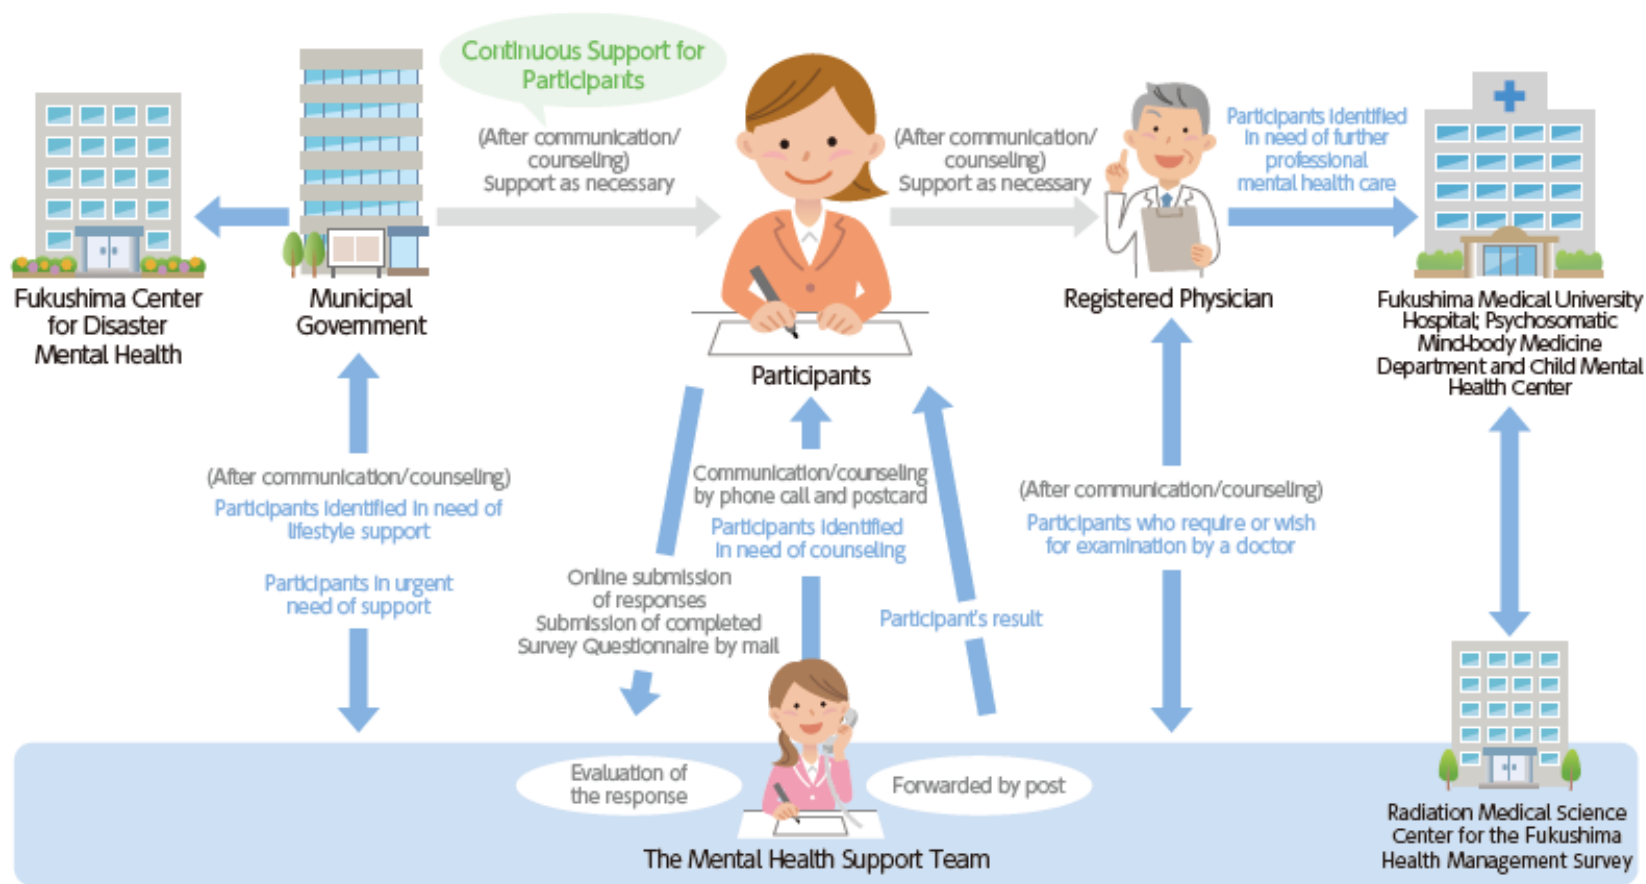 Continuous Support for
Participants
(After communication/
counseling)
Support as necessary
(After communication/
counseling)
Support as necessary
Participants identified
in need of further
professional
mental health care
Fukushima Center
for Disaster
Mental Health
Municipal
Government
Participants
Registered Physician
Fukushima Medical University
Hospital; Psychosomatic
Mind-body Medicine
Department and Child Mental
Health Center
(After communication/counseling)
Participants identified in need of
lifestyle support
Participants in urgent
need of support
Online submission
of responses
Submission of completed
Survey Questionnaire by mail
Communication/counseling
by phone call and postcard
Participants identified
in need of counseling
Participant's result
(After communication/counseling)
Participants who require or wish
for examination by a doctor
Evaluation of
the response
Forwarded by post
The Mental Health Support Team
Radiation Medical Science
Center for the Fukushima
Health Management Survey